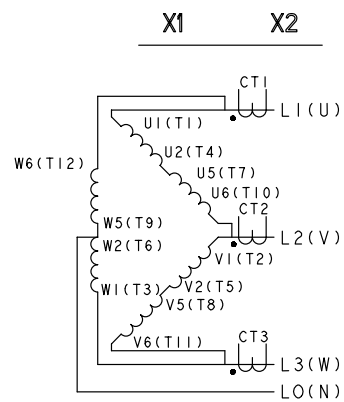 X1 X2
CT1
L1(U)
U1(T1)
U2(T4)
W6(T12)
U5(T7)
U6(T10)
CT2
W5(T9)
W2(T6)
L2(V)
V1(T2)
W1(T3)
V2(T5)
V5(T8)
V6(T11)
CT3
L3(W)
L0(N)